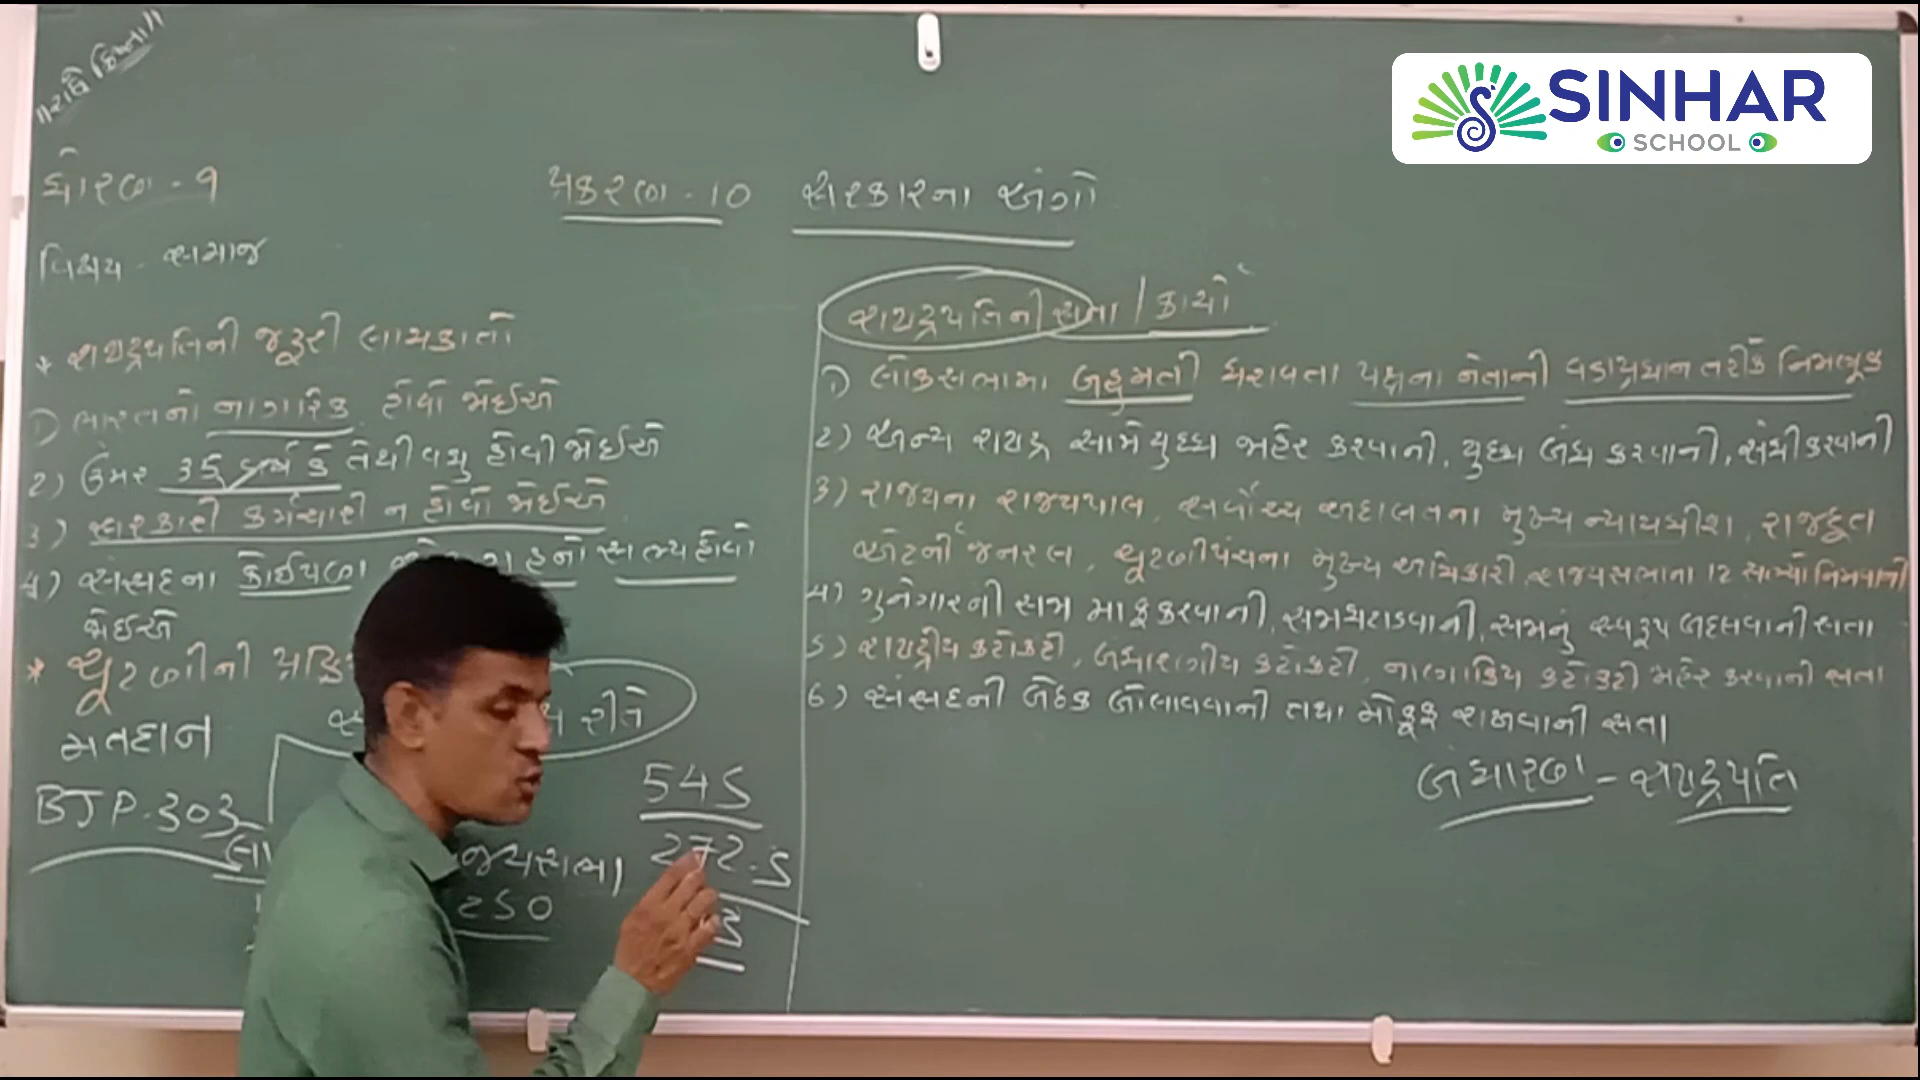 ॥રાધે ક્રિષ્ના॥
SINHAR
SCHOOL
ધોરણ - ૧
પ્રકરણ - 10 સરકારના અંગો
વિષય - સમાજ
* રાષ્ટ્રપતિની જરૂરી લાયકાતો
1) ભારતનો નાગરિક હોવો જોઈએ
2) ઉંમર 35 વર્ષ કે તેથી વધુ હોવી જોઈએ
3) સરકારી કર્મચારી ન હોવો જોઈએ
4) સંસદના કોઈપણ હનો સભ્ય હોવો
જોઈએ
* ચૂંટણીની
રીતે
મતદાન
BJP-303
જ્યસભા
250
545
272.5
રાષ્ટ્રપતિની સત્તા / કાર્યો
1) લોકસભામાં બહુમતી ધરાવતા પક્ષના નેતાની વડાપ્રધાન તરીકે નિમણૂક
2) અન્ય રાષ્ટ્ર સામે યુધ્ધ જાહેર કરવાની, યુધ્ધ બંધ કરવાની, સંધી કરવાની
3) રાજ્યના રાજ્યપાલ, સર્વોચ્ચ અદાલતના મુખ્ય ન્યાયધીશ, રાજદૂત
એટર્ની જનરલ, ચૂંટણીપંચના મુખ્ય અધિકારી, રાજ્યસભાના 12 સભ્યો નિમવાની
4) ગુનેગારની સજા માફ કરવાની, સજા ઘટાડવાની, સજાનું સ્વરૂપ બદલવાની સત્તા
5) રાષ્ટ્રીય કટોકટી, બંધારણીય કટોકટી, નાણાકિય કટોકટી જાહેર કરવાની સત્તા
6) સંસદની બેઠક બોલાવવાની તથા મોકૂફ રાખવાની સત્તા
બંધારણ - રાષ્ટ્રપતિ